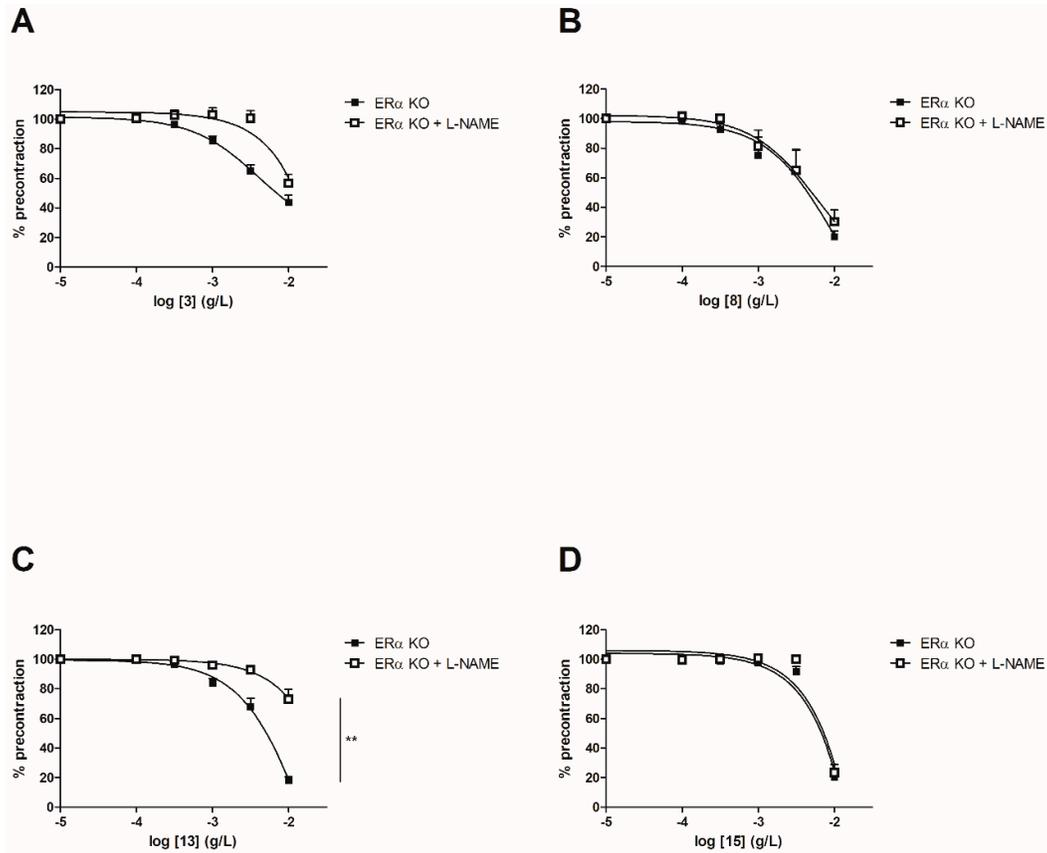 A
120
100
80
60
40
20
0
% precontraction
-5 -4 -3 -2
log [3] (g/L)
ERα KO
ERα KO + L-NAME
B
120
100
80
60
40
20
0
% precontraction
-5 -4 -3 -2
log [8] (g/L)
ERα KO
ERα KO + L-NAME
C
120
100
80
60
40
20
0
% precontraction
-5 -4 -3 -2
log [13] (g/L)
ERα KO
ERα KO + L-NAME
**
D
120
100
80
60
40
20
0
% precontraction
-5 -4 -3 -2
log [15] (g/L)
ERα KO
ERα KO + L-NAME